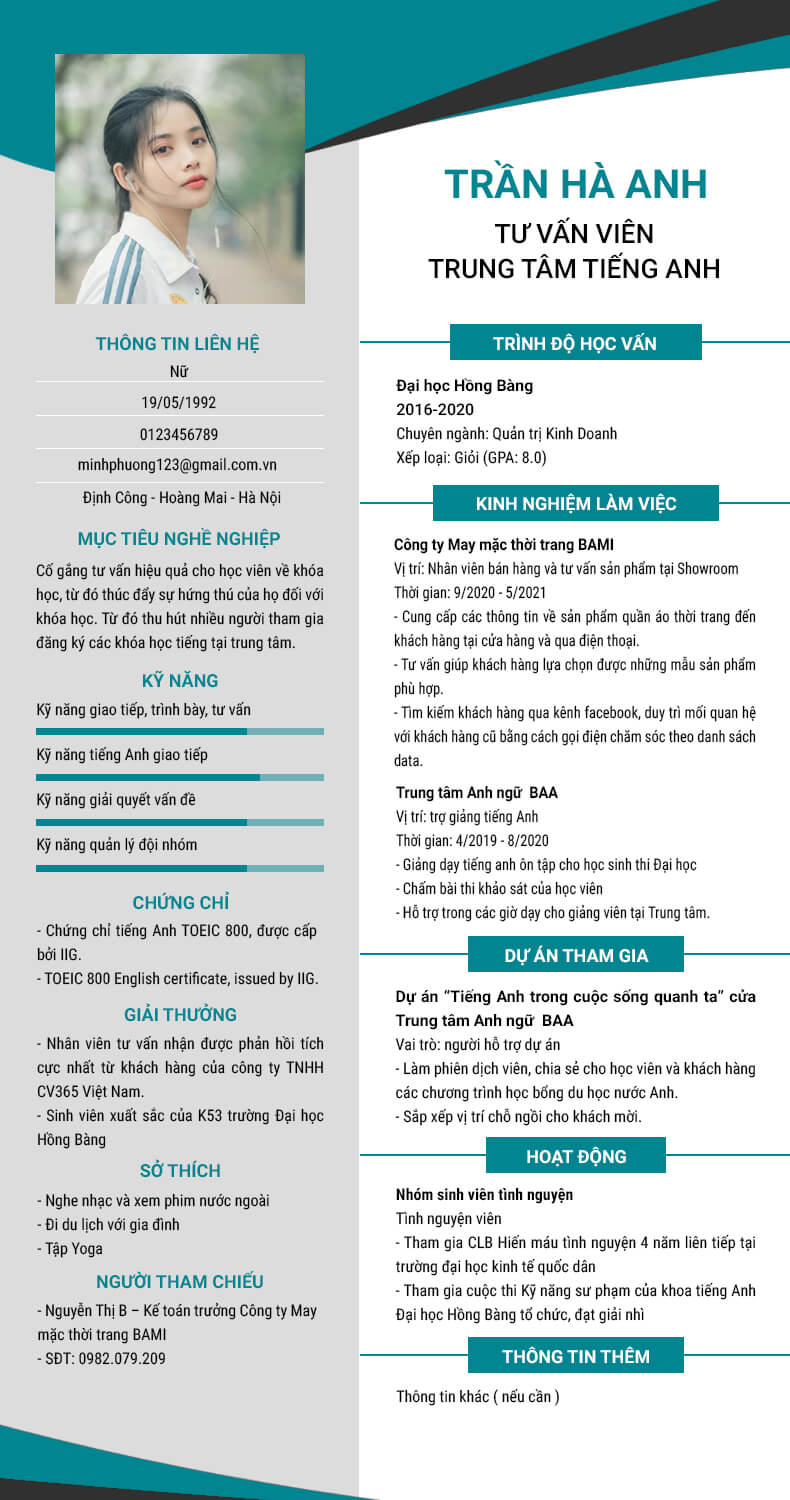 TRẦN HÀ ANH
TƯ VẤN VIÊN
TRUNG TÂM TIẾNG ANH
THÔNG TIN LIÊN HỆ
Nữ
19/05/1992
0123456789
minhphuong123@gmail.com.vn
Định Công - Hoàng Mai - Hà Nội
MỤC TIÊU NGHỀ NGHIỆP
Cố gắng tư vấn hiệu quả cho học viên về khóa
học, từ đó thúc đẩy sự hứng thú của họ đối với
khóa học. Từ đó thu hút nhiều người tham gia
đăng ký các khóa học tiếng tại trung tâm.
KỸ NĂNG
Kỹ năng giao tiếp, trình bày, tư vấn
Kỹ năng tiếng Anh giao tiếp
Kỹ năng giải quyết vấn đề
Kỹ năng quản lý đội nhóm
CHỨNG CHỈ
- Chứng chỉ tiếng Anh TOEIC 800, được cấp
bởi IIG.
- TOEIC 800 English certificate, issued by IIG.
GIẢI THƯỞNG
- Nhân viên tư vấn nhận được phản hồi tích
cực nhất từ khách hàng của công ty TNHH
CV365 Việt Nam.
- Sinh viên xuất sắc của K53 trường Đại học
Hồng Bàng
SỞ THÍCH
- Nghe nhạc và xem phim nước ngoài
- Đi du lịch với gia đình
- Tập Yoga
NGƯỜI THAM CHIẾU
- Nguyễn Thị B – Kế toán trưởng Công ty May
mặc thời trang BAMI
- SĐT: 0982.079.209
TRÌNH ĐỘ HỌC VẤN
Đại học Hồng Bàng
2016-2020
Chuyên ngành: Quản trị Kinh Doanh
Xếp loại: Giỏi (GPA: 8.0)
KINH NGHIỆM LÀM VIỆC
Công ty May mặc thời trang BAMI
Vị trí: Nhân viên bán hàng và tư vấn sản phẩm tại Showroom
Thời gian: 9/2020 - 5/2021
- Cung cấp các thông tin về sản phẩm quần áo thời trang đến
khách hàng tại cửa hàng và qua điện thoại.
- Tư vấn giúp khách hàng lựa chọn được những mẫu sản phẩm
phù hợp.
- Tìm kiếm khách hàng qua kênh facebook, duy trì mối quan hệ
với khách hàng cũ bằng cách gọi điện chăm sóc theo danh sách
data.
Trung tâm Anh ngữ BAA
Vị trí: trợ giảng tiếng Anh
Thời gian: 4/2019 - 8/2020
- Giảng dạy tiếng anh ôn tập cho học sinh thi Đại học
- Chấm bài thi khảo sát của học viên
- Hỗ trợ trong các giờ dạy cho giảng viên tại Trung tâm.
DỰ ÁN THAM GIA
Dự án “Tiếng Anh trong cuộc sống quanh ta” cửa
Trung tâm Anh ngữ BAA
Vai trò: người hỗ trợ dự án
- Làm phiên dịch viên, chia sẻ cho học viên và khách hàng
các chương trình học bổng du học nước Anh.
- Sắp xếp vị trí chỗ ngồi cho khách mời.
HOẠT ĐỘNG
Nhóm sinh viên tình nguyện
Tình nguyện viên
- Tham gia CLB Hiến máu tình nguyện 4 năm liên tiếp tại
trường đại học kinh tế quốc dân
- Tham gia cuộc thi Kỹ năng sư phạm của khoa tiếng Anh
Đại học Hồng Bàng tổ chức, đạt giải nhì
THÔNG TIN THÊM
Thông tin khác ( nếu cần )